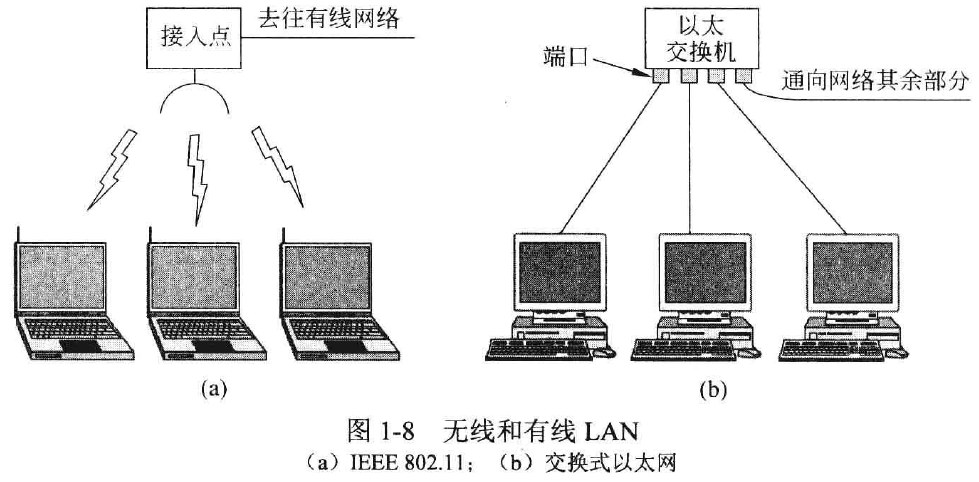 接入点
去往有线网络
以太
交换机
端口
通向网络其余部分
(a)
(b)
图 1-8 无线和有线 LAN
（a）IEEE 802.11；（b）交换式以太网